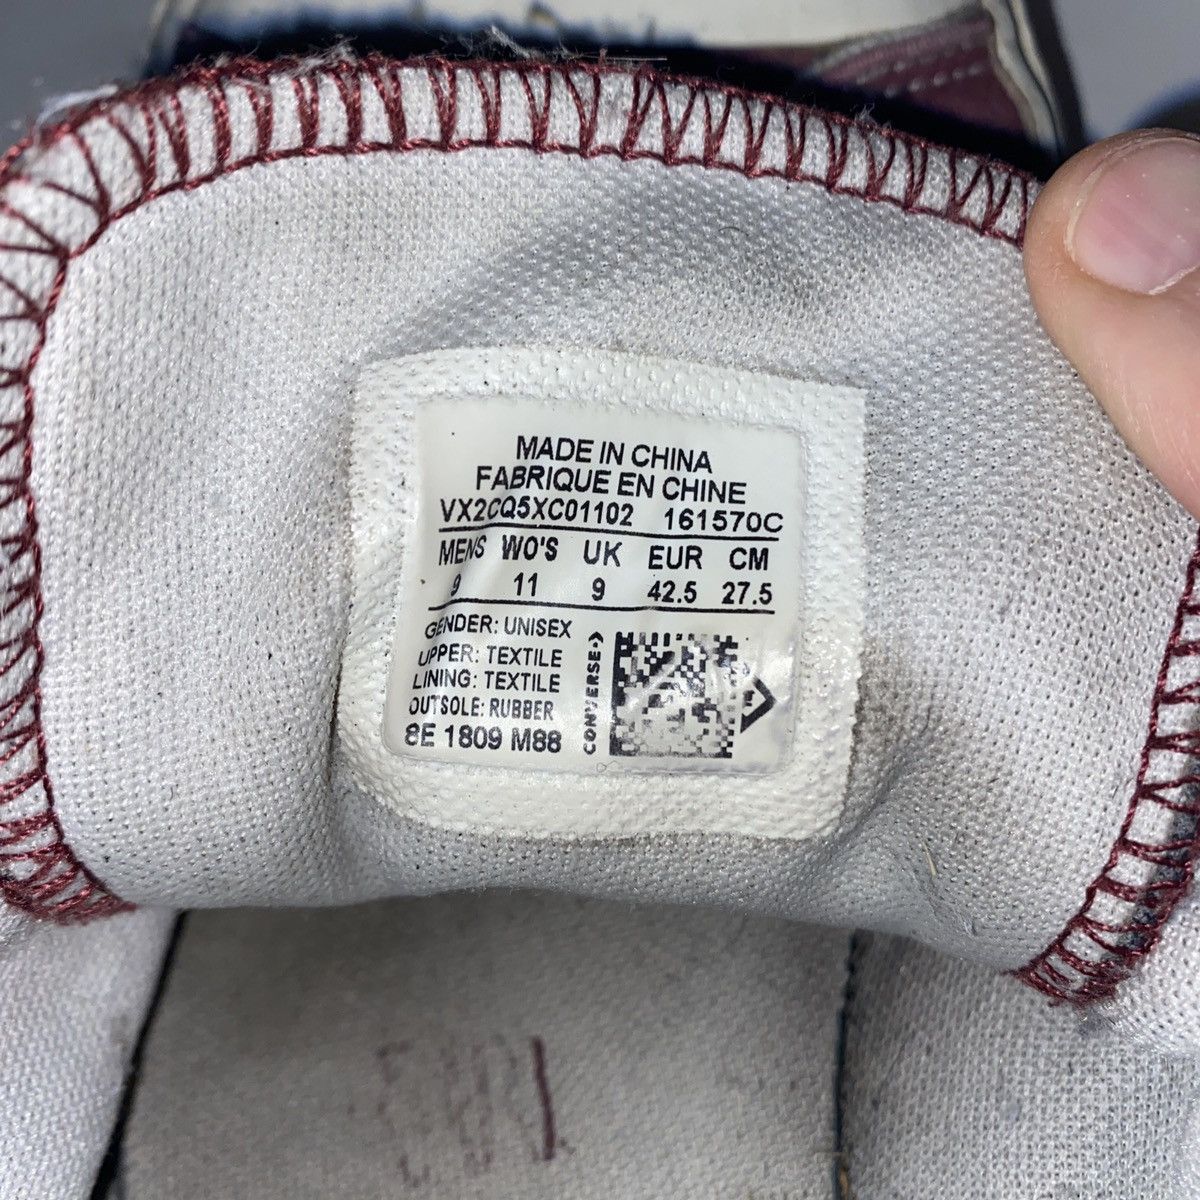 MADE IN CHINA
FABRIQUE EN CHINE
VX2CQ5XC01102 161570C
MENS WO'S UK EUR CM
9 11 9 42.5 27.5
GENDER: UNISEX
UPPER: TEXTILE
LINING: TEXTILE
OUTSOLE: RUBBER
8E 1809 M88
CONVERSE